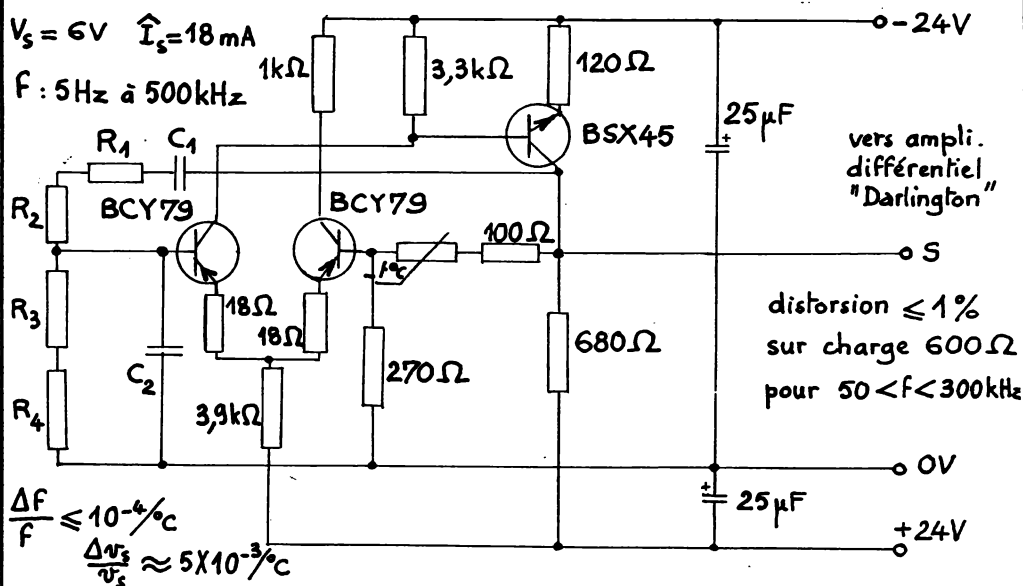 Vs = 6V Îs = 18 mA
f : 5Hz à 500kHz
1kΩ
3,3kΩ
120Ω
-24V
25µF
+
BSX45
vers ampli.
différentiel
"Darlington"
R1
C1
R2
BCY79
BCY79
100Ω
t°C
S
R3
18Ω
18Ω
C2
270Ω
680Ω
distorsion ⩽ 1%
sur charge 600Ω
pour 50 < f < 300kHz
R4
3,9kΩ
0V
+
25µF
Δf/f ⩽ 10⁻⁴/°C
Δvs/vs ≈ 5X10⁻³/°C
+24V